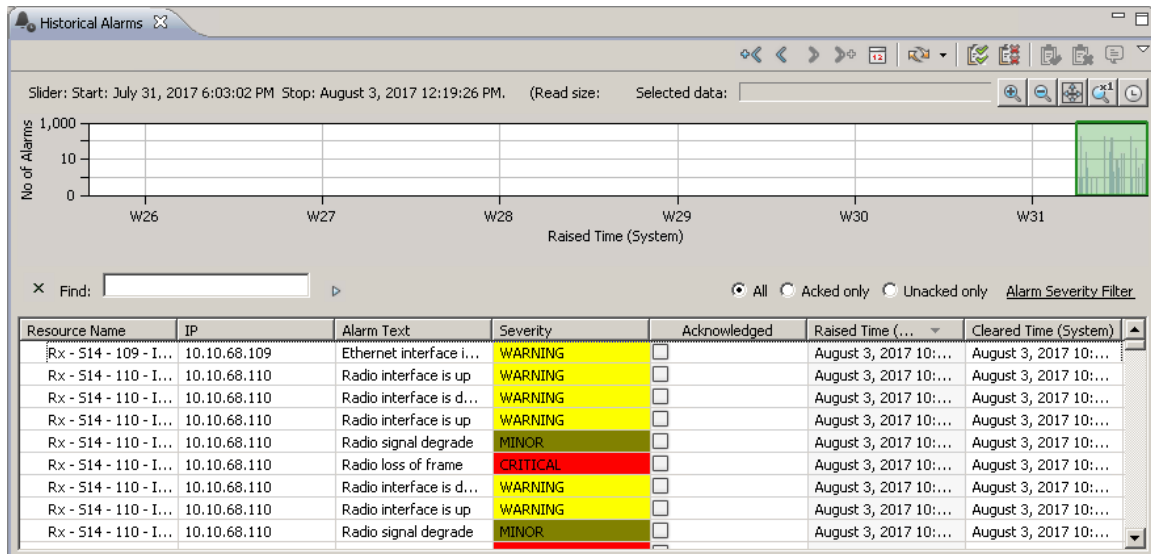 Historical Alarms
12
Slider: Start: July 31, 2017 6:03:02 PM Stop: August 3, 2017 12:19:26 PM. (Read size: Selected data:
x1
No of Alarms
1,000
10
0
W26 W27 W28 W29 W30 W31
Raised Time (System)
Find: All Acked only Unacked only Alarm Severity Filter
Resource Name IP Alarm Text Severity Acknowledged Raised Time (... Cleared Time (System)
Rx - S14 - 109 - I... 10.10.68.109 Ethernet interface i... WARNING August 3, 2017 10:... August 3, 2017 10:...
Rx - S14 - 110 - I... 10.10.68.110 Radio interface is up WARNING August 3, 2017 10:... August 3, 2017 10:...
Rx - S14 - 110 - I... 10.10.68.110 Radio interface is d... WARNING August 3, 2017 10:... August 3, 2017 10:...
Rx - S14 - 110 - I... 10.10.68.110 Radio interface is up WARNING August 3, 2017 10:... August 3, 2017 10:...
Rx - S14 - 110 - I... 10.10.68.110 Radio signal degrade MINOR August 3, 2017 10:... August 3, 2017 10:...
Rx - S14 - 110 - I... 10.10.68.110 Radio loss of frame CRITICAL August 3, 2017 10:... August 3, 2017 10:...
Rx - S14 - 110 - I... 10.10.68.110 Radio interface is d... WARNING August 3, 2017 10:... August 3, 2017 10:...
Rx - S14 - 110 - I... 10.10.68.110 Radio interface is up WARNING August 3, 2017 10:... August 3, 2017 10:...
Rx - S14 - 110 - I... 10.10.68.110 Radio signal degrade MINOR August 3, 2017 10:... August 3, 2017 10:...